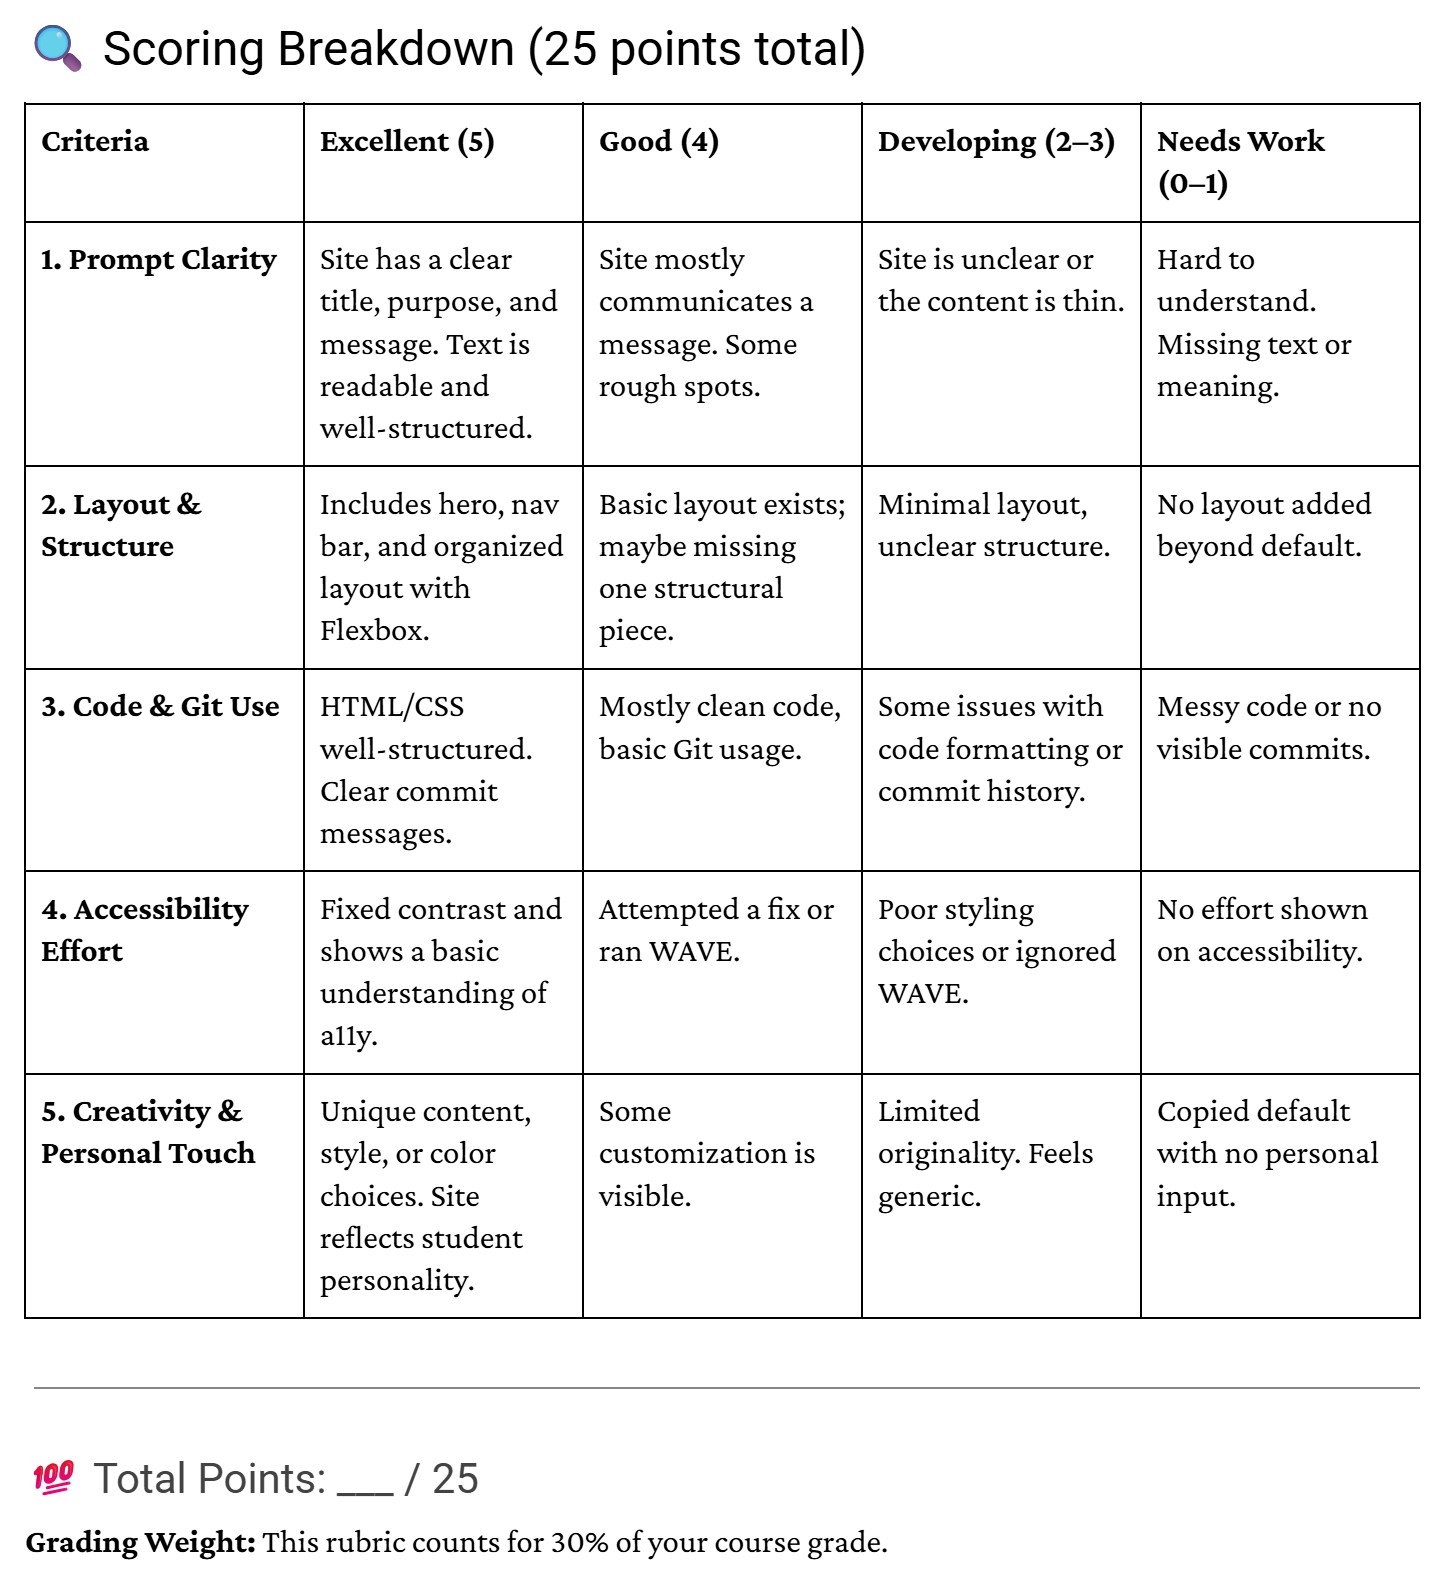 Scoring Breakdown (25 points total)
Criteria
Excellent (5)
Good (4)
Developing (2–3)
Needs Work
(0–1)
1. Prompt Clarity
Site has a clear
title, purpose, and
message. Text is
readable and
well-structured.
Site mostly
communicates a
message. Some
rough spots.
Site is unclear or
the content is thin.
Hard to
understand.
Missing text or
meaning.
2. Layout &
Structure
Includes hero, nav
bar, and organized
layout with
Flexbox.
Basic layout exists;
maybe missing
one structural
piece.
Minimal layout,
unclear structure.
No layout added
beyond default.
3. Code & Git Use
HTML/CSS
well-structured.
Clear commit
messages.
Mostly clean code,
basic Git usage.
Some issues with
code formatting or
commit history.
Messy code or no
visible commits.
4. Accessibility
Effort
Fixed contrast and
shows a basic
understanding of
a11y.
Attempted a fix or
ran WAVE.
Poor styling
choices or ignored
WAVE.
No effort shown
on accessibility.
5. Creativity &
Personal Touch
Unique content,
style, or color
choices. Site
reflects student
personality.
Some
customization is
visible.
Limited
originality. Feels
generic.
Copied default
with no personal
input.
💯 Total Points: ___ / 25
Grading Weight: This rubric counts for 30% of your course grade.